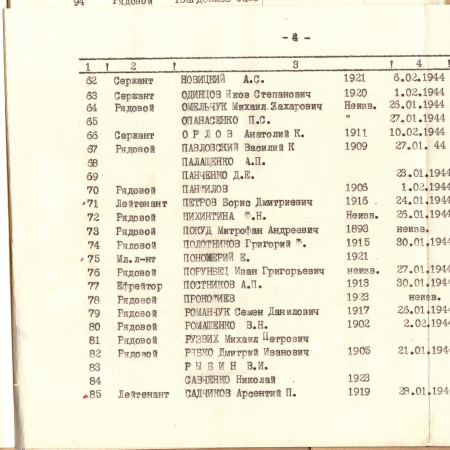 94 Рядовой
- 4 -
1 ! 2 ! 3 ! 4 !
62 Сержант НОВИЦКИЙ А.С. 1921 6.02.1944
63 Сержант ОДИНЦОВ Яков Степанович 1920 1.02.1944
64 Рядовой ОМЕЛЬЧУК Михаил Захарович Неизв. 26.01.1944
65 ОПАНАСЕНКО П.С. " 27.01.1944
66 Сержант ОРЛОВ Анатолий К. 1911 10.02.1944
67 Рядовой ПАВЛОВСКИЙ Василий К 1909 27.01. 44
68 ПАЛАЩЕНКО А.П.
69 ПАНЧЕНКО Д.Е. 28.01.1944
70 Рядовой ПАНФИЛОВ 1906 1.02.1944
71 Лейтенант ПЕТРОВ Борис Дмитриевич 1916 24.01.1944
72 Рядовой ПИХИНТИНА Ф.Н. Неизв. 26.01.1944
73 Рядовой ПОКУД Митрофан Андреевич 1893 неизв.
74 Рядовой ПОЛОТНИКОВ Григорий Ф. 1915 30.01.1944
75 Мл.л-нт ПОНОМЕРИЙ Е. 1921
76 Рядовой ПОРУНБЕЦ Иван Григорьевич неизв. 27.01.1944
77 Ефрейтор ПОСТНИКОВ А.П. 1913 30.01.1944
78 Рядовой ПРОКОФИЕВ 1923 неизв.
79 Рядовой РОМАНЧУК Семен Данилович 1917 26.01.1944
80 Рядовой РОМАЩЕНКО В.Н. 1902 2.02.1944
81 Рядовой РУЗВИХ Михаил Петрович
82 Рядовой РЯБКО Дмитрий Иванович 1905 21.01.1944
83 РЫБИН В.И.
84 САВЧЕНКО Николай 1923
85 Лейтенант САДЧИКОВ Арсентий П. 1919 28.01.1944